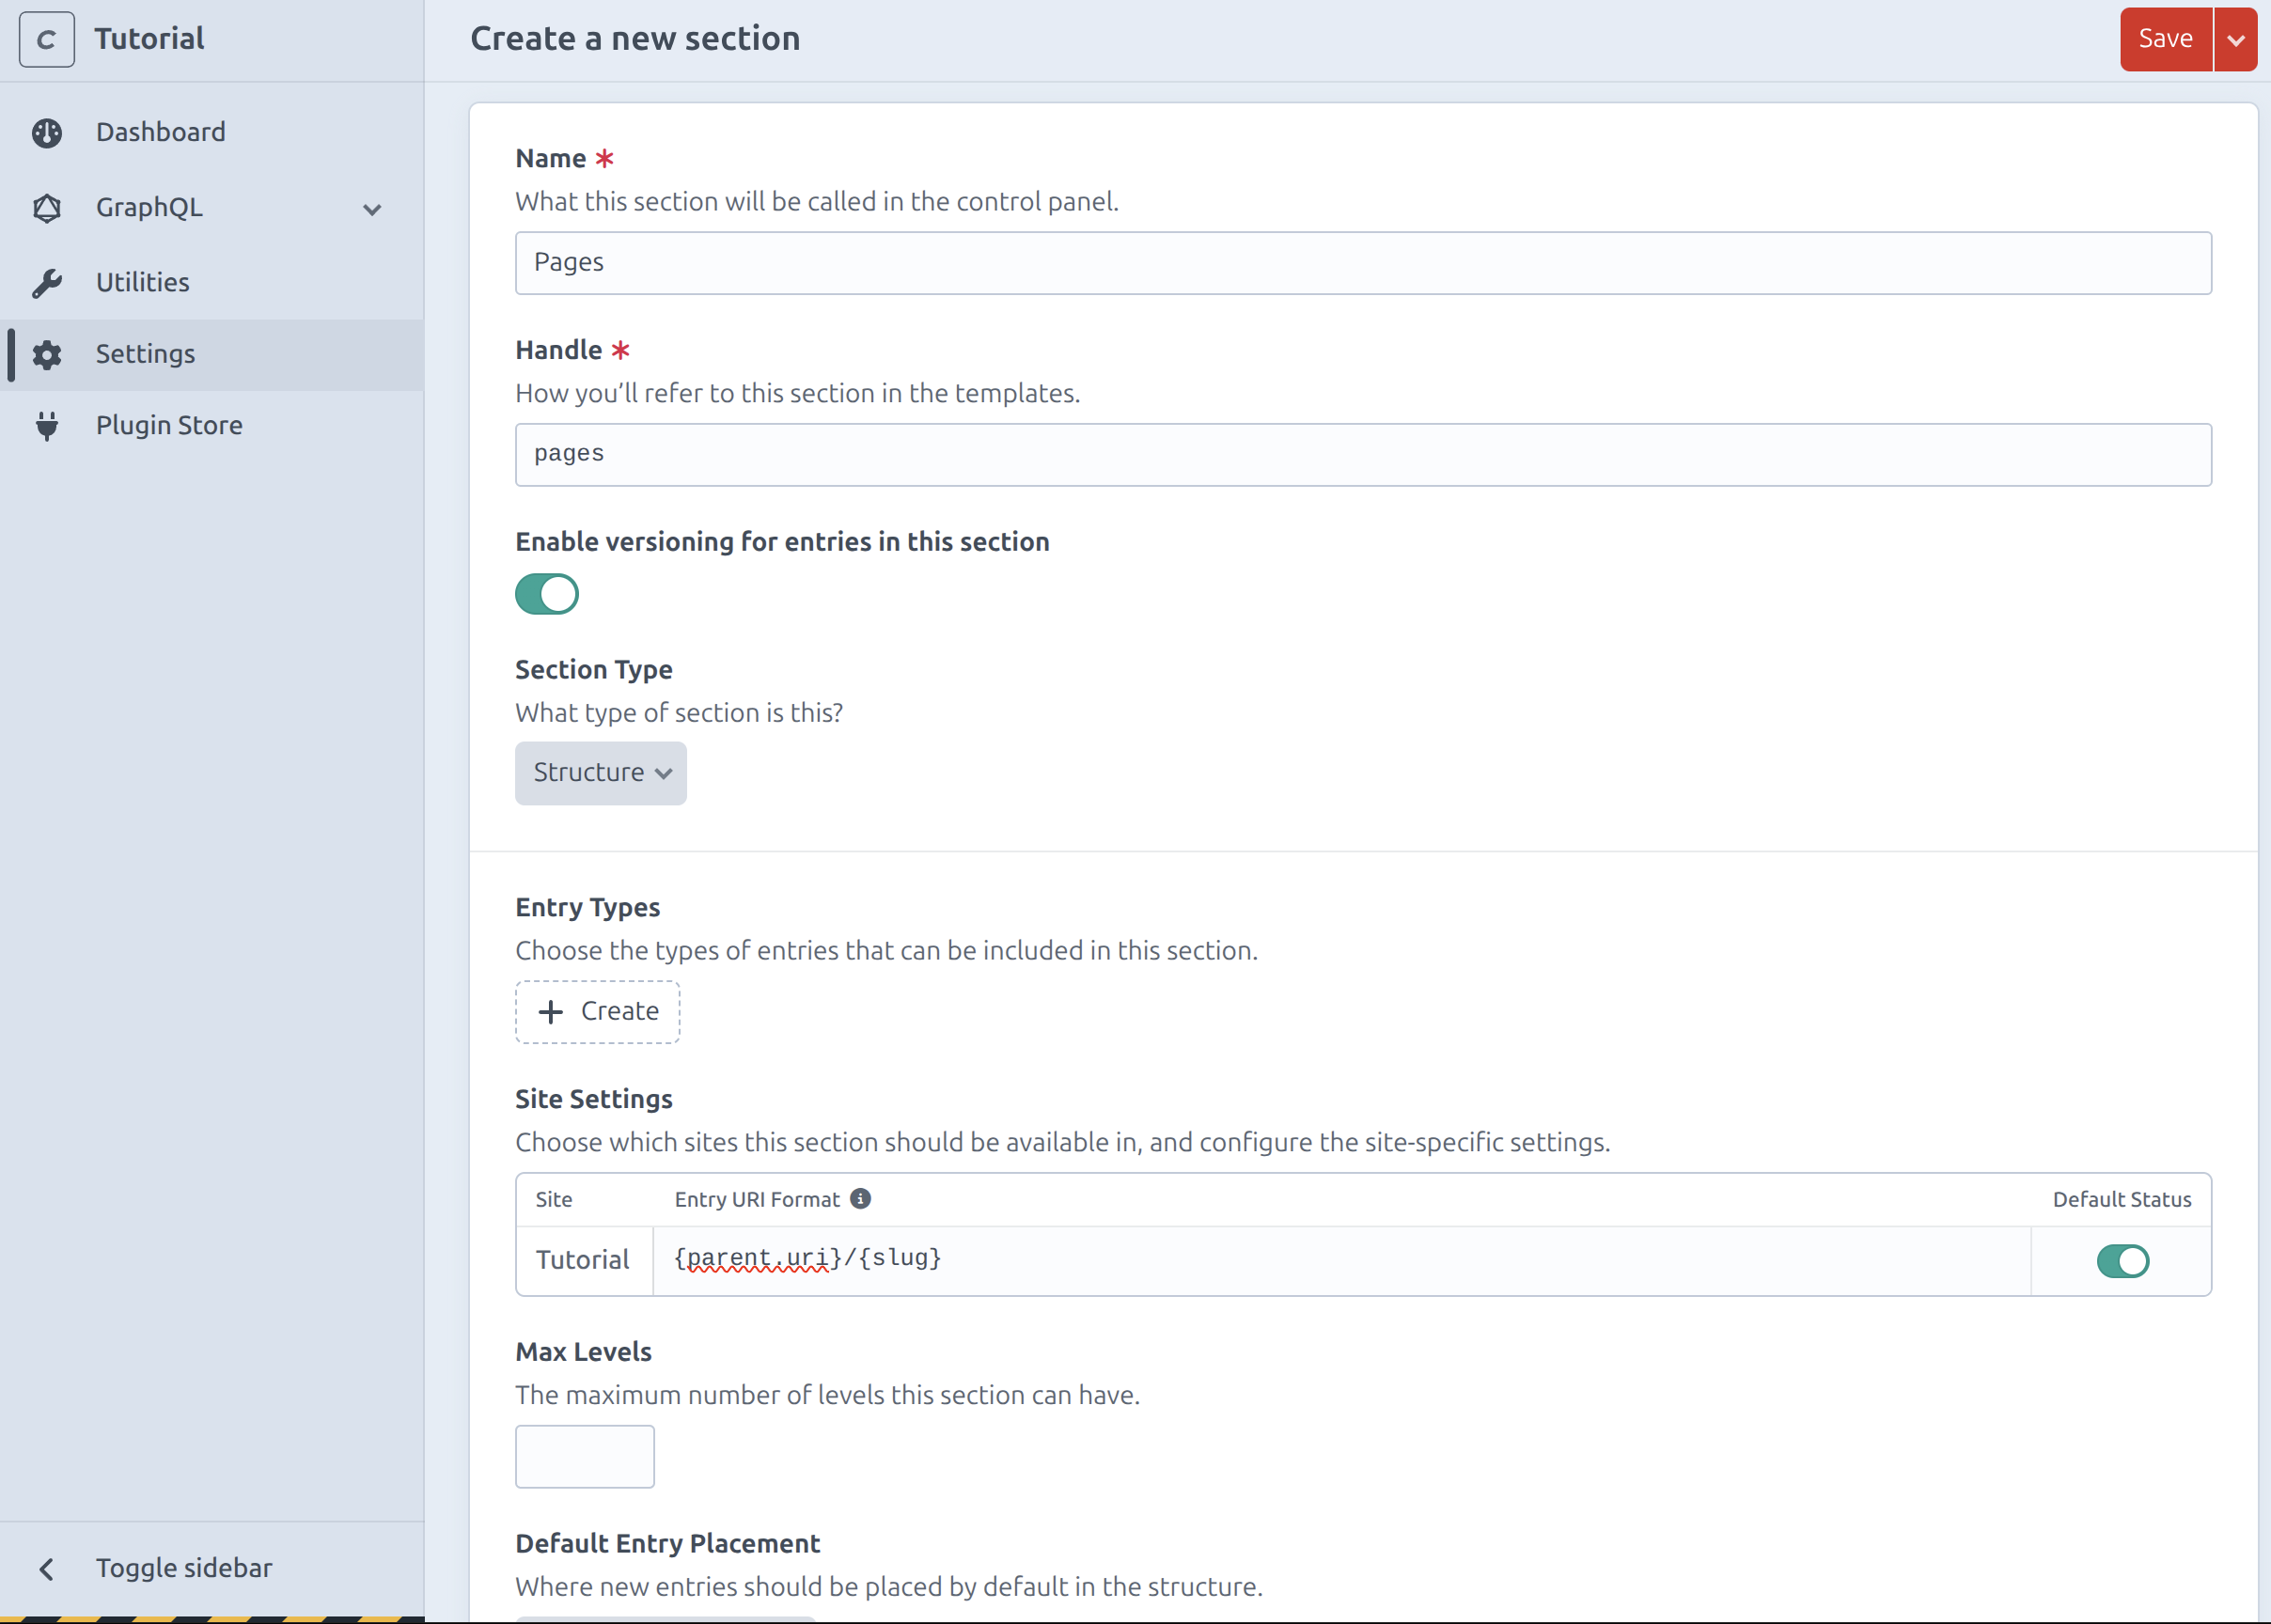 C Tutorial
Create a new section
Save
Dashboard
GraphQL
Utilities
Settings
Plugin Store
Name *
What this section will be called in the control panel.
Pages
Handle *
How you’ll refer to this section in the templates.
pages
Enable versioning for entries in this section
Section Type
What type of section is this?
Structure
Entry Types
Choose the types of entries that can be included in this section.
+ Create
Site Settings
Choose which sites this section should be available in, and configure the site-specific settings.
Site Entry URI Format Default Status
Tutorial {parent.uri}/{slug}
Max Levels
The maximum number of levels this section can have.
Default Entry Placement
Where new entries should be placed by default in the structure.
Toggle sidebar